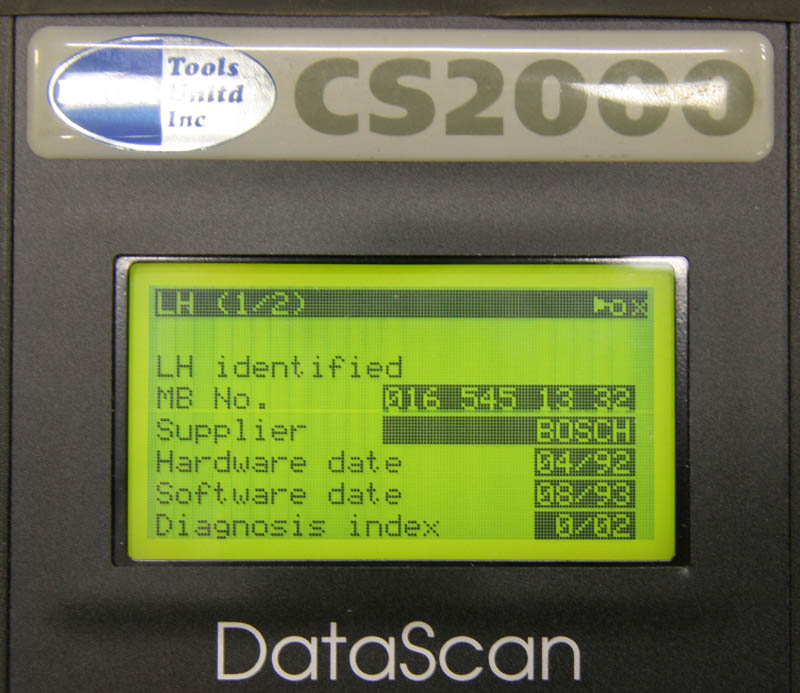 Tools
Unitd
Inc
CS2000
LH (1/2)
LH identified
MB No. 016 545 13 32
Supplier BOSCH
Hardware date 04/92
Software date 08/93
Diagnosis index 0/02
DataScan